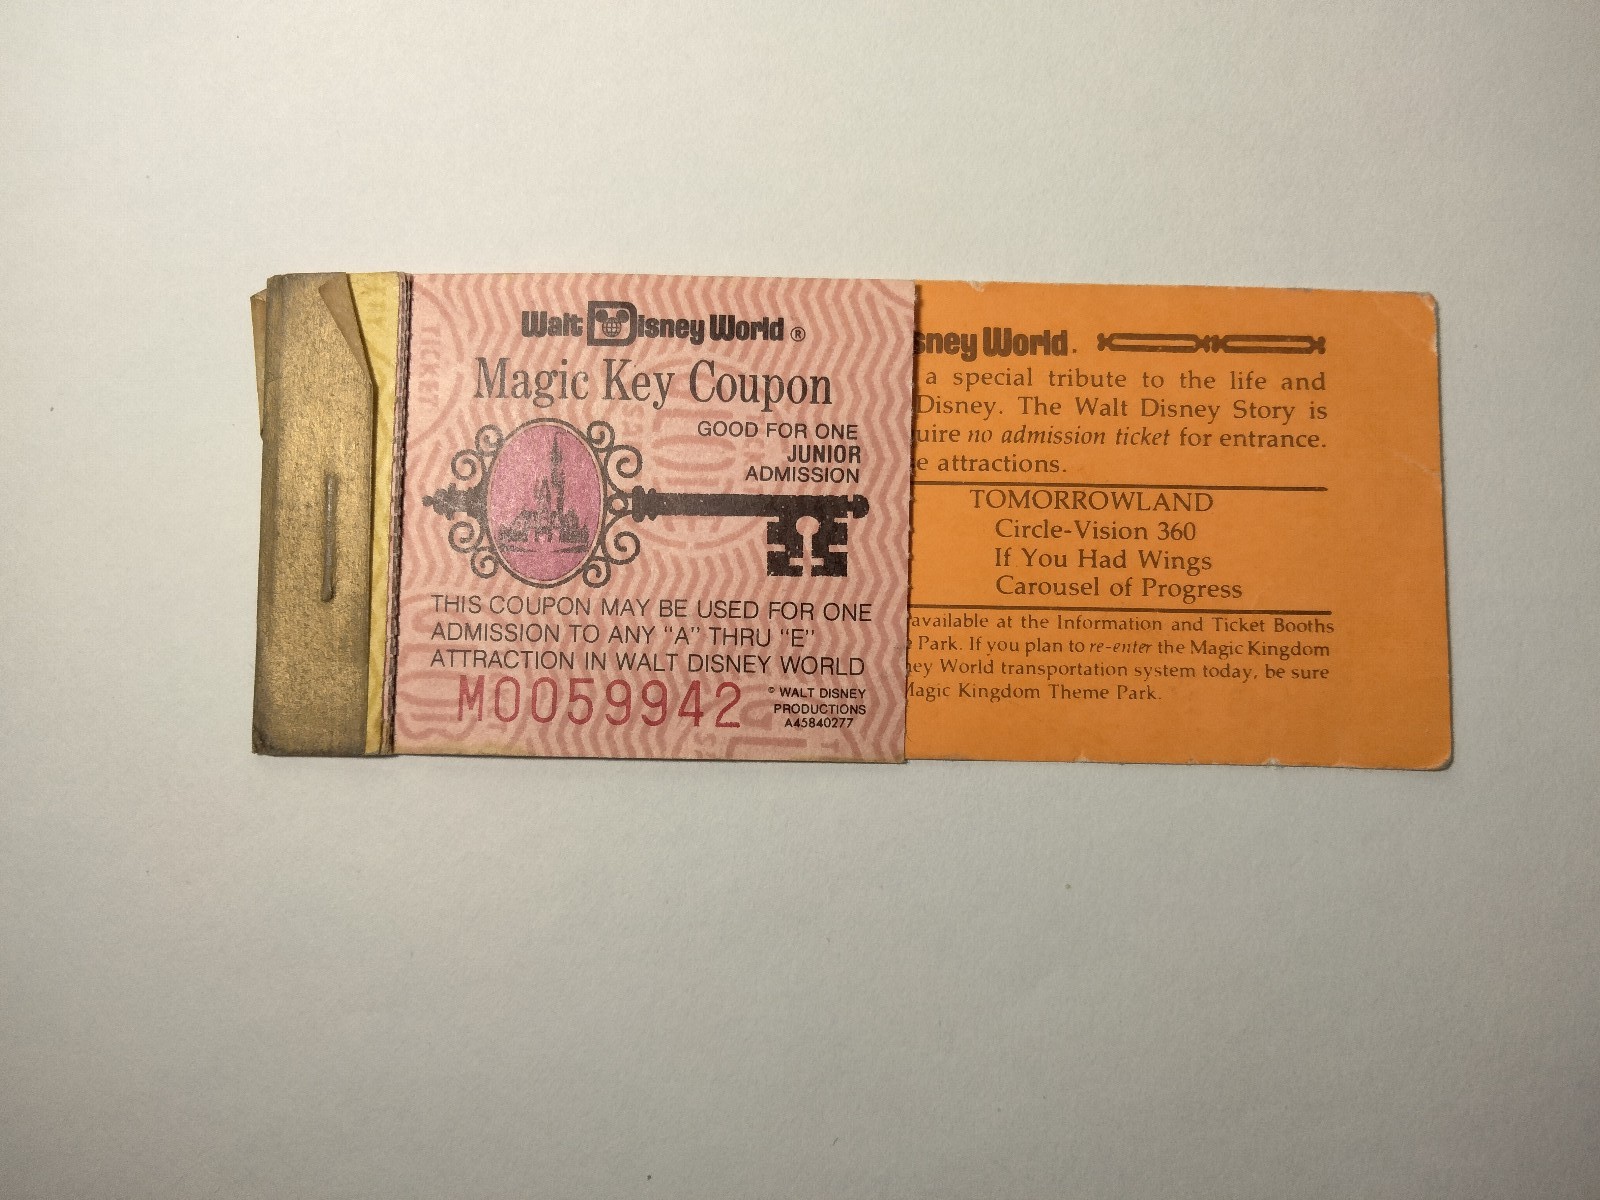 Walt Disney World ®
Magic Key Coupon
GOOD FOR ONE
JUNIOR
ADMISSION
THIS COUPON MAY BE USED FOR ONE
ADMISSION TO ANY “A” THRU “E”
ATTRACTION IN WALT DISNEY WORLD
M0059942
© WALT DISNEY
PRODUCTIONS
A45840277
TICKET
sney World.
a special tribute to the life and
Disney. The Walt Disney Story is
uire no admission ticket for entrance.
e attractions.
TOMORROWLAND
Circle-Vision 360
If You Had Wings
Carousel of Progress
available at the Information and Ticket Booths
Park. If you plan to re-enter the Magic Kingdom
ney World transportation system today, be sure
Magic Kingdom Theme Park.